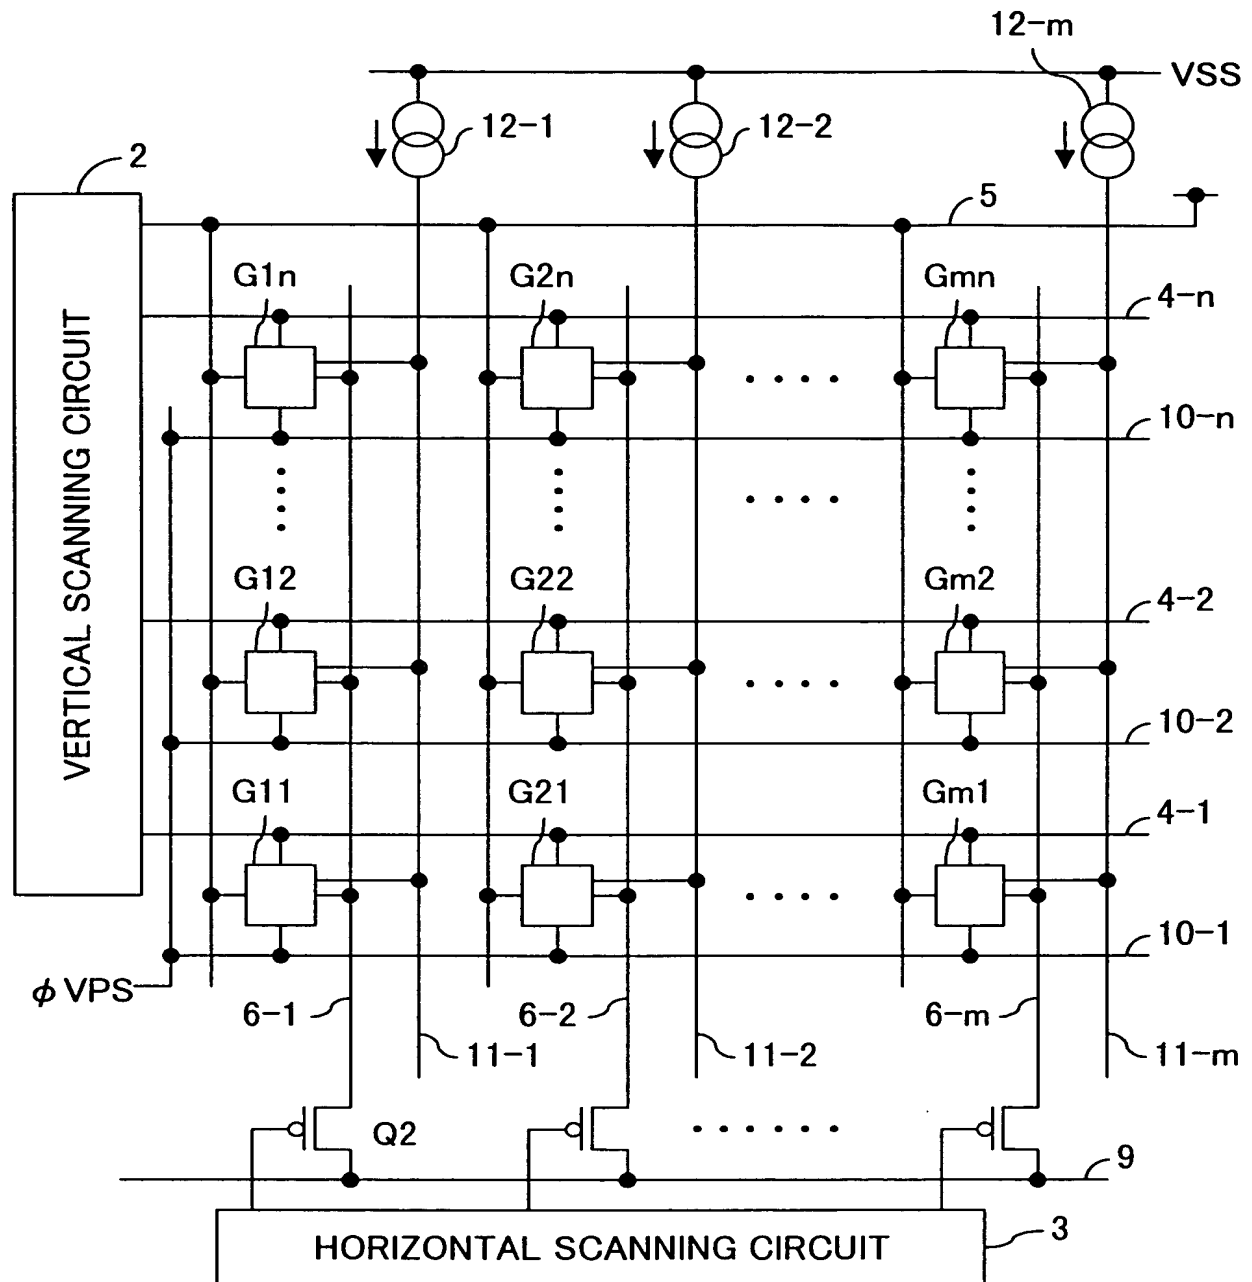 12-m
VSS
12-1
12-2
2
5
G1n
G2n
Gmn
4-n
10-n
VERTICAL SCANNING CIRCUIT
G12
G22
Gm2
4-2
10-2
G11
G21
Gm1
4-1
10-1
φVPS
6-1
6-2
6-m
11-1
11-2
11-m
Q2
9
3
HORIZONTAL SCANNING CIRCUIT